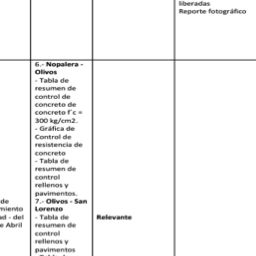 liberadas
Reporte fotográfico
6.- Nopalera -
Olivos
- Tabla de
resumen de
control de
concreto de
concreto f´c =
300 kg/cm2.
- Gráfica de
Control de
resistencia de
concreto
- Tabla de
resumen de
control
rellenos y
pavimentos.
de
miento
ad - del
e Abril
7.- Olivos - San
Lorenzo
- Tabla de
resumen de
control
rellenos y
pavimentos
Relevante